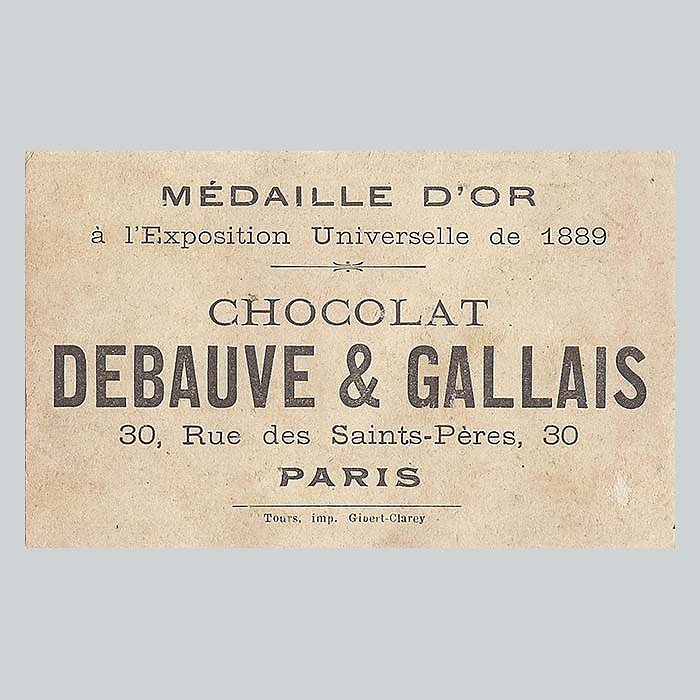 MÉDAILLE D'OR
à l'Exposition Universelle de 1889
CHOCOLAT
DEBAUVE & GALLAIS
30, Rue des Saints-Pères, 30
PARIS
Tours, imp. Gibert-Clarey